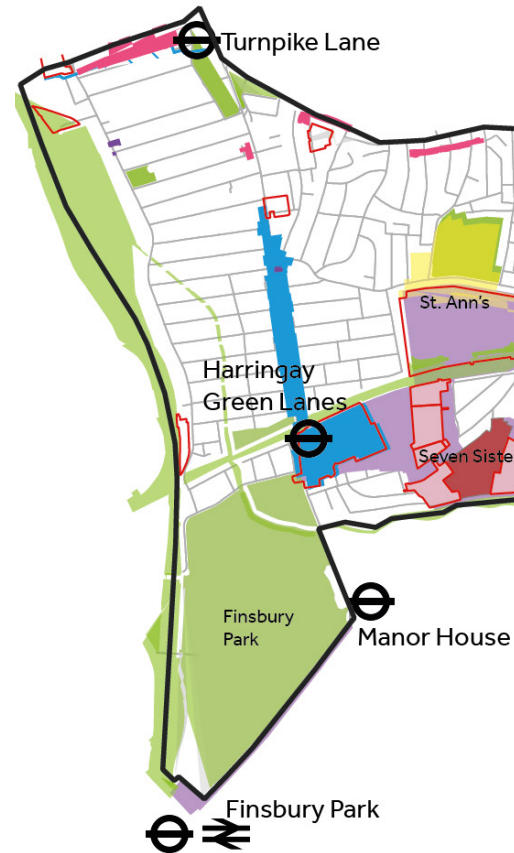 Turnpike Lane
St. Ann's
Harringay
Green Lanes
Seven Siste
Finsbury
Park
Manor House
Finsbury Park